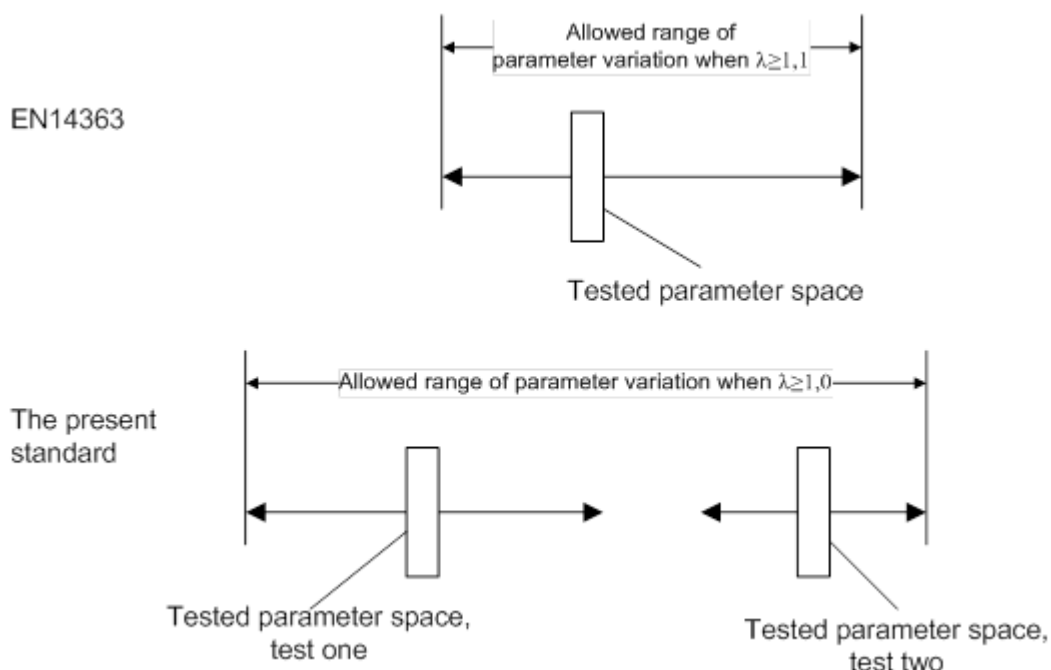 Allowed range of
parameter variation when λ≥1,1
EN14363
Tested parameter space
Allowed range of parameter variation when λ≥1,0
The present
standard
Tested parameter space,
test one
Tested parameter space,
test two